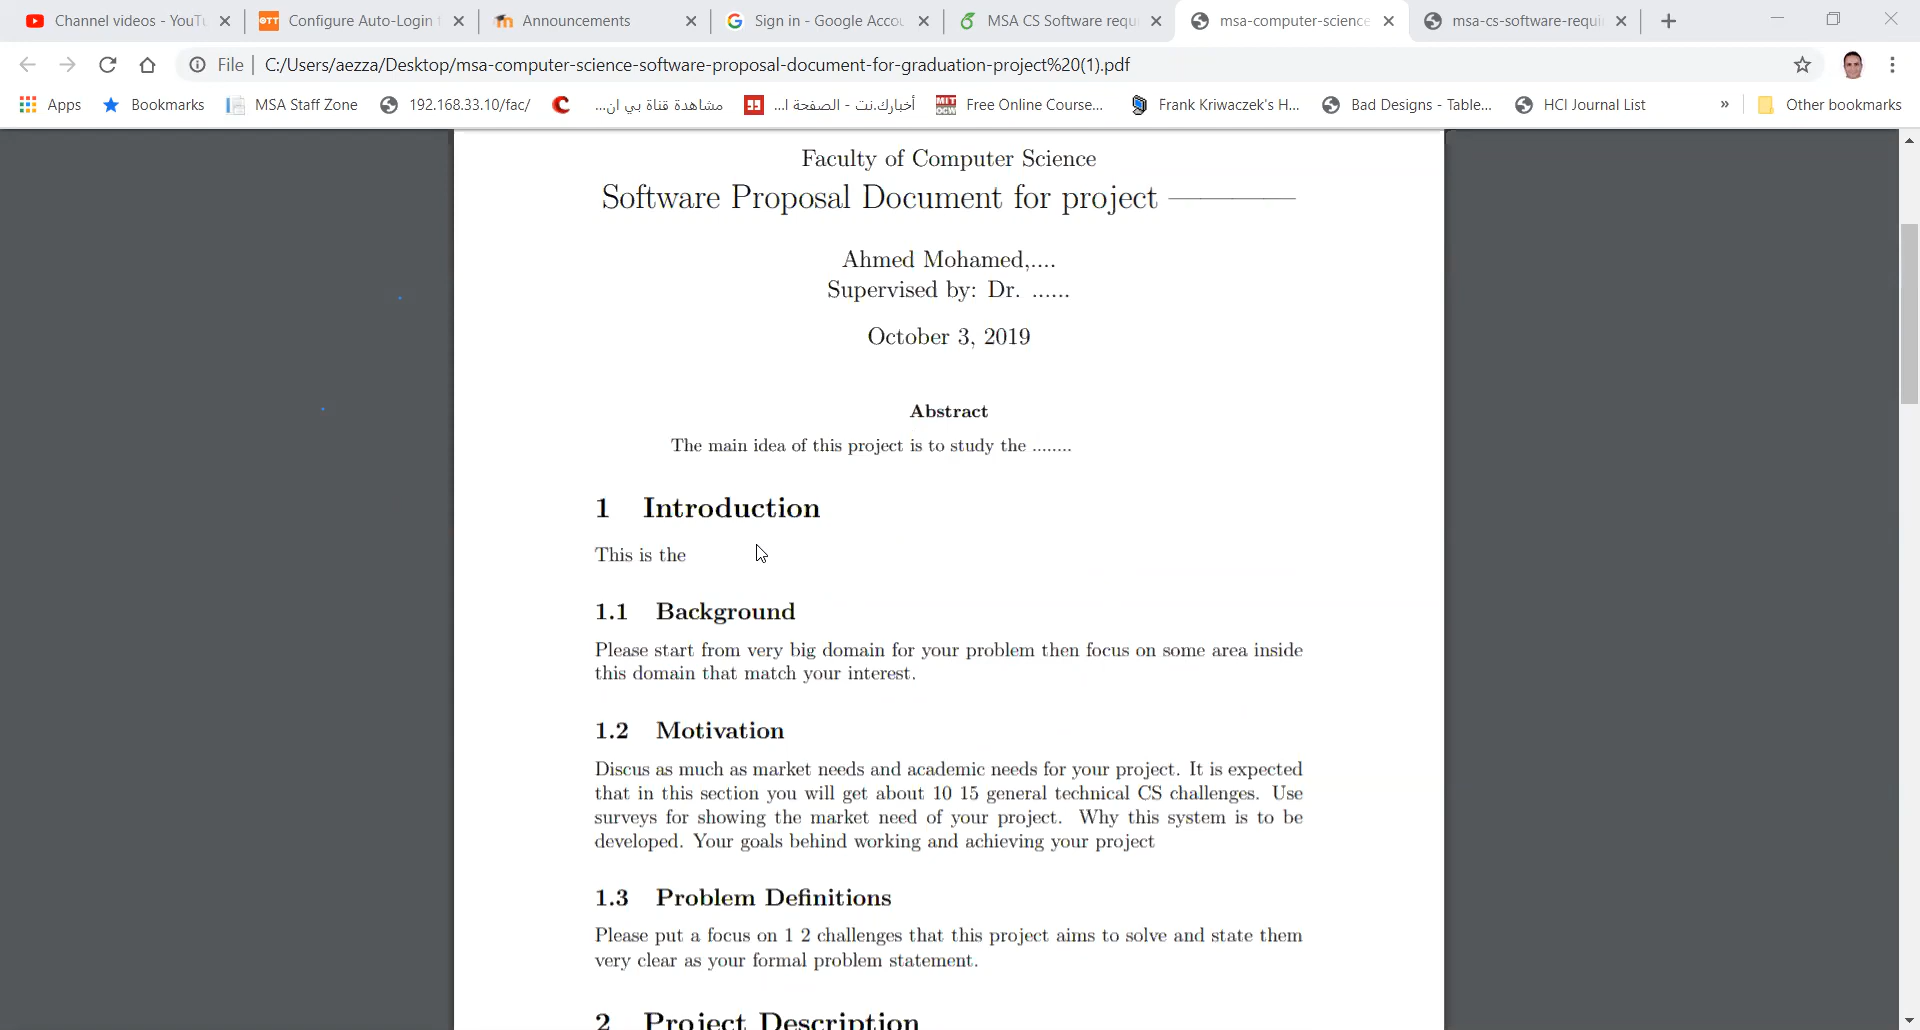 Channel videos - YouTu
Configure Auto-Login
Announcements
Sign in - Google Accou
MSA CS Software requi
msa-computer-science
msa-cs-software-requir
File | C:/Users/aezza/Desktop/msa-computer-science-software-proposal-document-for-graduation-project%20(1).pdf
Apps
Bookmarks
MSA Staff Zone
192.168.33.10/fac/
مشاهدة قناة بي ان...
أخبارك.نت - الصفحة ا...
Free Online Course...
Frank Kriwaczek's H...
Bad Designs - Table...
HCI Journal List
»
Other bookmarks
Faculty of Computer Science
Software Proposal Document for project
Ahmed Mohamed,....
Supervised by: Dr. ......
October 3, 2019
Abstract
The main idea of this project is to study the ........
1 Introduction
This is the
1.1 Background
Please start from very big domain for your problem then focus on some area inside
this domain that match your interest.
1.2 Motivation
Discus as much as market needs and academic needs for your project. It is expected
that in this section you will get about 10 15 general technical CS challenges. Use
surveys for showing the market need of your project. Why this system is to be
developed. Your goals behind working and achieving your project
1.3 Problem Definitions
Please put a focus on 1 2 challenges that this project aims to solve and state them
very clear as your formal problem statement.
2 Project Description